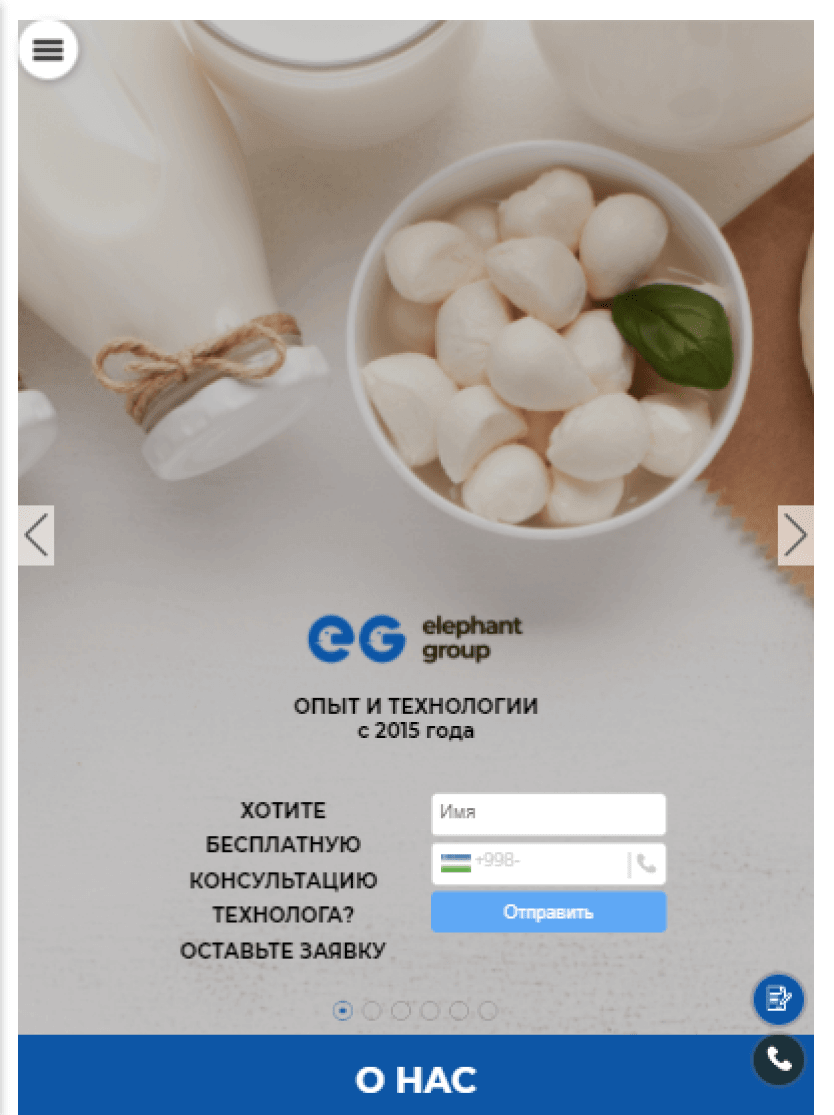 eG elephant
group
ОПЫТ И ТЕХНОЛОГИИ
с 2015 года
ХОТИТЕ
БЕСПЛАТНУЮ
КОНСУЛЬТАЦИЮ
ТЕХНОЛОГА?
ОСТАВЬТЕ ЗАЯВКУ
Имя
+998-
Отправить
О НАС